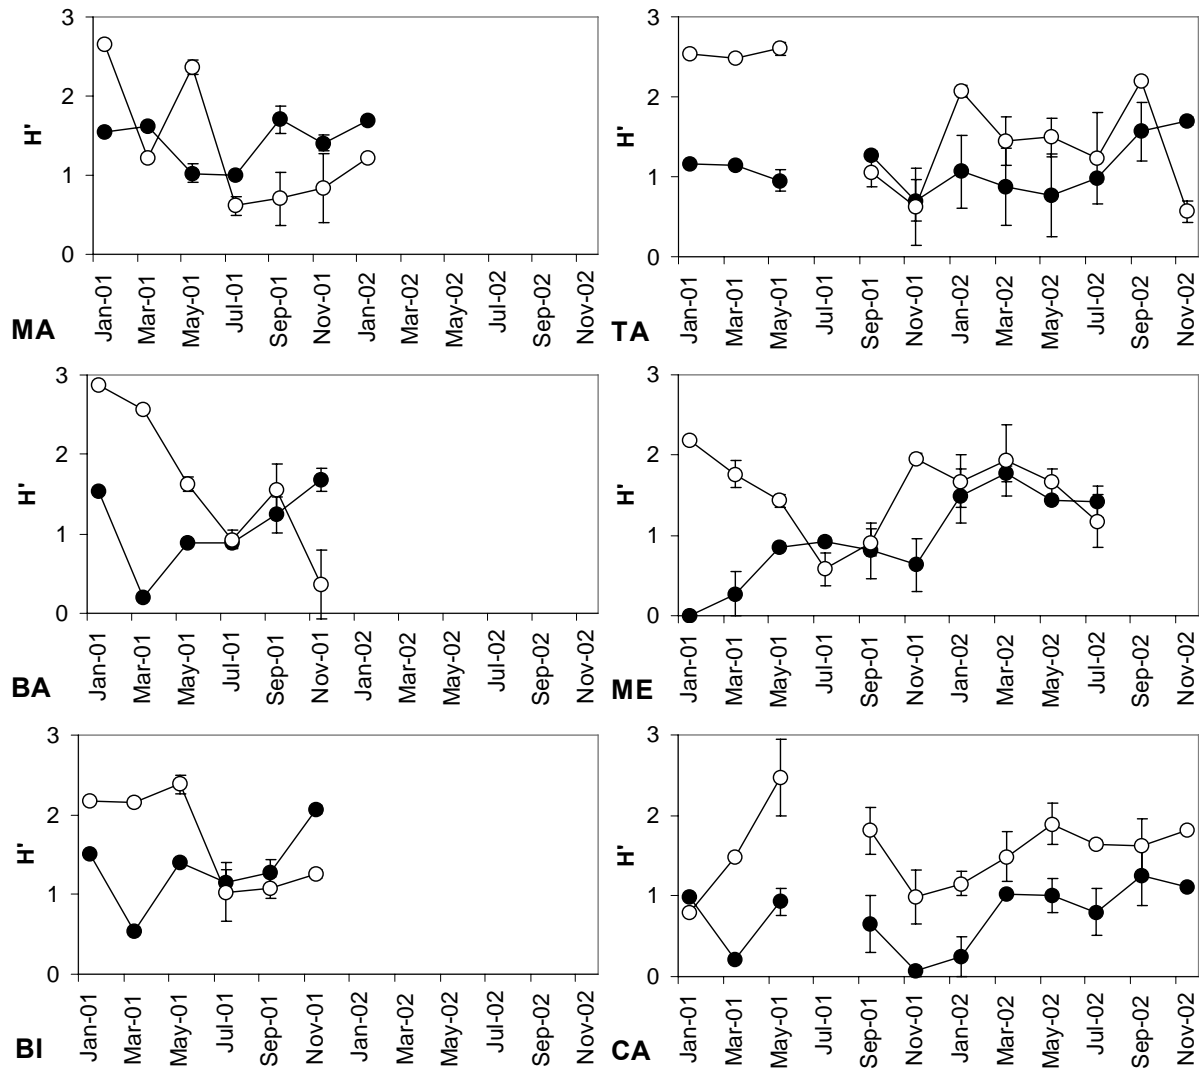 3
2
1
0
H'
Jan-01
Mar-01
May-01
Jul-01
Sep-01
Nov-01
Jan-02
Mar-02
May-02
Jul-02
Sep-02
Nov-02
MA
3
2
1
0
H'
Jan-01
Mar-01
May-01
Jul-01
Sep-01
Nov-01
Jan-02
Mar-02
May-02
Jul-02
Sep-02
Nov-02
TA
3
2
1
0
H'
Jan-01
Mar-01
May-01
Jul-01
Sep-01
Nov-01
Jan-02
Mar-02
May-02
Jul-02
Sep-02
Nov-02
BA
3
2
1
0
H'
Jan-01
Mar-01
May-01
Jul-01
Sep-01
Nov-01
Jan-02
Mar-02
May-02
Jul-02
Sep-02
Nov-02
ME
3
2
1
0
H'
Jan-01
Mar-01
May-01
Jul-01
Sep-01
Nov-01
Jan-02
Mar-02
May-02
Jul-02
Sep-02
Nov-02
BI
3
2
1
0
H'
Jan-01
Mar-01
May-01
Jul-01
Sep-01
Nov-01
Jan-02
Mar-02
May-02
Jul-02
Sep-02
Nov-02
CA